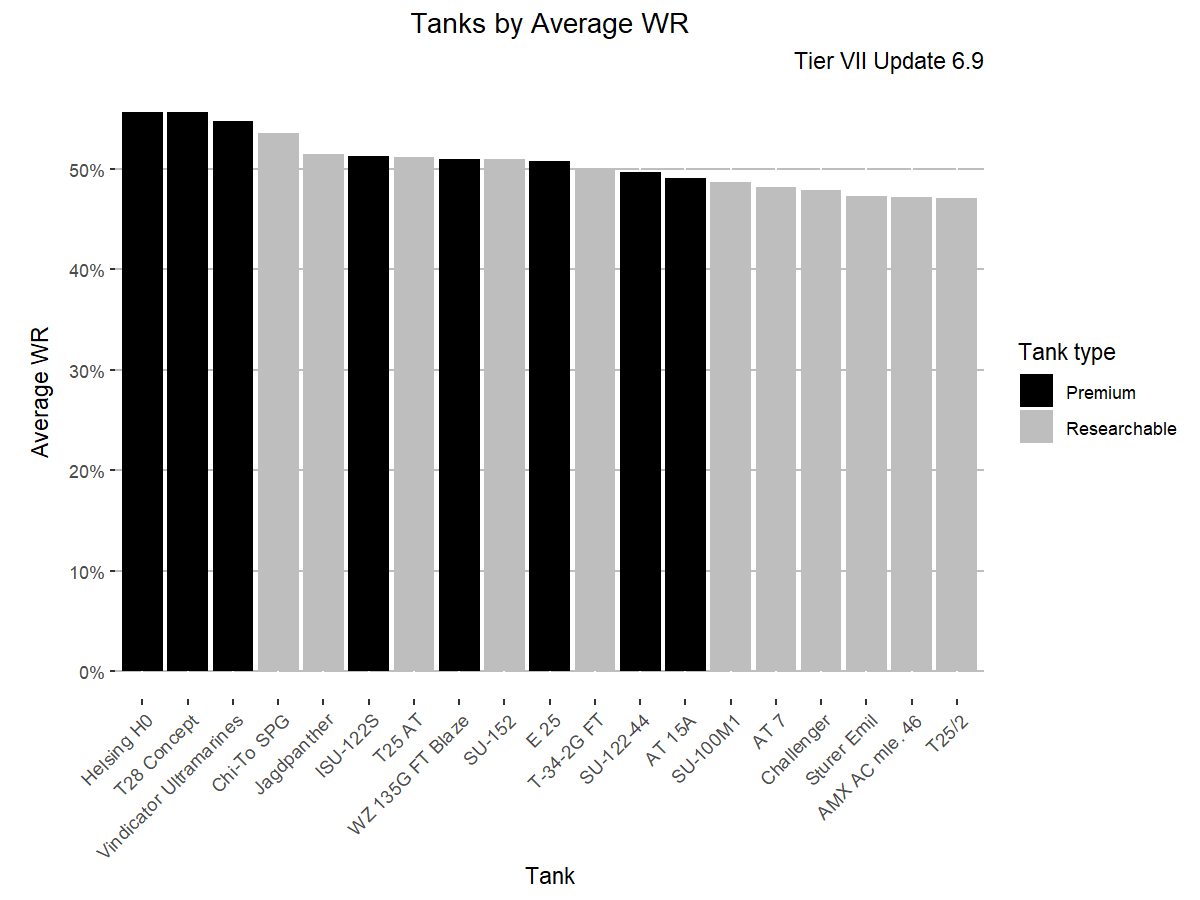 Tanks by Average WR
Tier VII Update 6.9
Average WR
50%
40%
30%
20%
10%
0%
Helsing H0
T28 Concept
Vindicator Ultramarines
Chi-To SPG
Jagdpanther
ISU-122S
T25 AT
WZ 135G FT Blaze
SU-152
E 25
T-34-2G FT
SU-122-44
AT 15A
SU-100M1
AT 7
Challenger
Sturer Emil
AMX AC mle. 46
T25/2
Tank
Tank type
Premium
Researchable